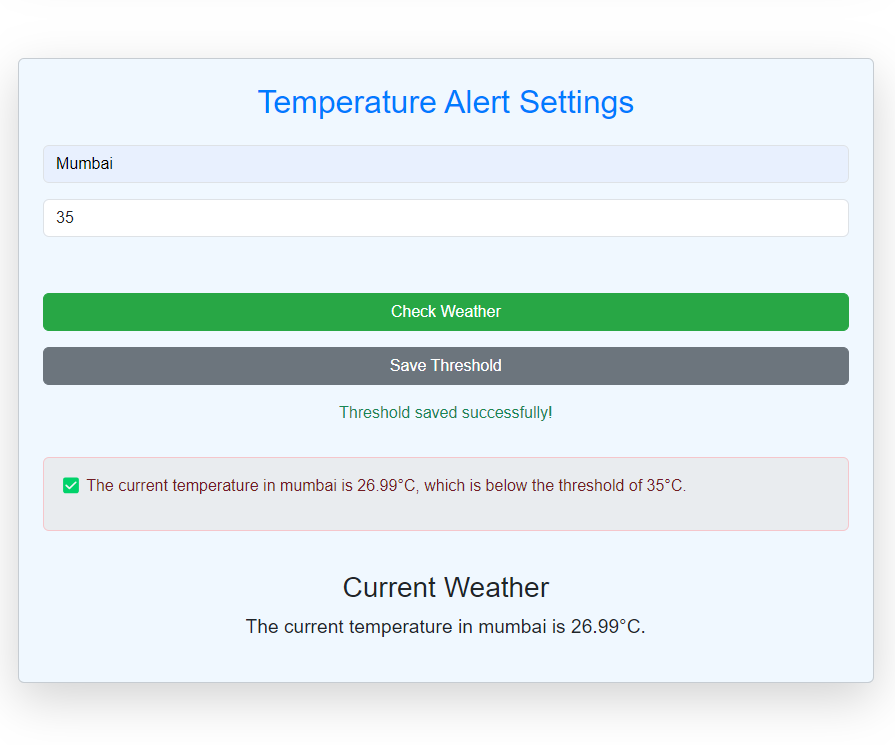 Temperature Alert Settings
Mumbai
35
Check Weather
Save Threshold
Threshold saved successfully!
The current temperature in mumbai is 26.99°C, which is below the threshold of 35°C.
Current Weather
The current temperature in mumbai is 26.99°C.